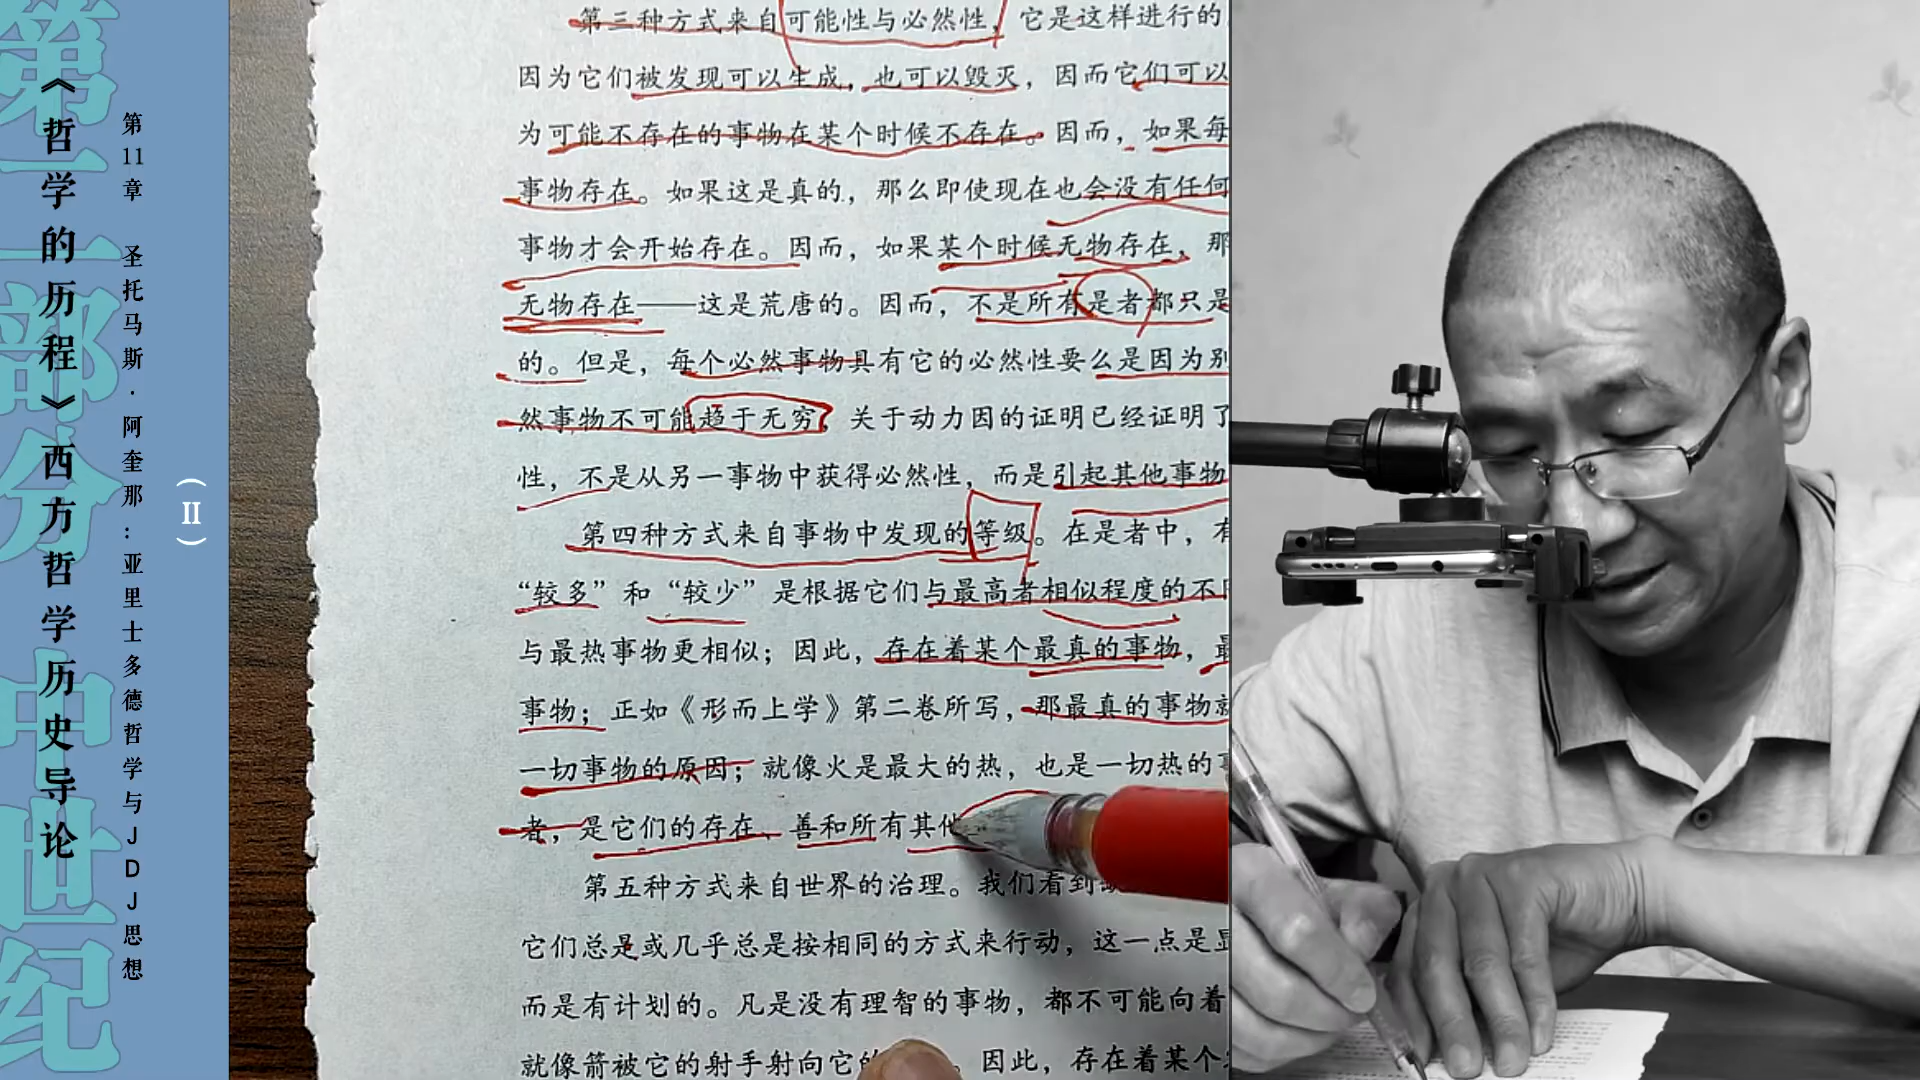 第二部分 中世纪
《哲学的历程》西方哲学历史导论
第11章 圣托马斯·阿奎那:亚里士多德哲学与JDJ思想
(II)
第三种方式来自可能性与必然性,它是这样进行的
因为它们被发现可以生成,也可以毁灭,因而它们可以
为可能不存在的事物在某个时候不存在。因而,如果每
事物存在。如果这是真的,那么即使现在也会没有任何
事物才会开始存在。因而,如果某个时候无物存在,那
无物存在——这是荒唐的。因而,不是所有是者都只是
的。但是,每个必然事物具有它的必然性要么是因为别
然事物不可能趋于无穷 关于动力因的证明已经证明了
性,不是从另一事物中获得必然性,而是引起其他事物
第四种方式来自事物中发现的等级。在是者中,有
“较多”和“较少”是根据它们与最高者相似程度的不同
与最热事物更相似;因此,存在着某个最真的事物,最
事物;正如《形而上学》第二卷所写,那最真的事物就
一切事物的原因;就像火是最大的热,也是一切热的事
者,是它们的存在、善和所有其他
第五种方式来自世界的治理。我们看到
它们总是或几乎总是按相同的方式来行动,这一点是显
而是有计划的。凡是没有理智的事物,都不可能向着
就像箭被它的射手射向它的 。因此,存在着某个